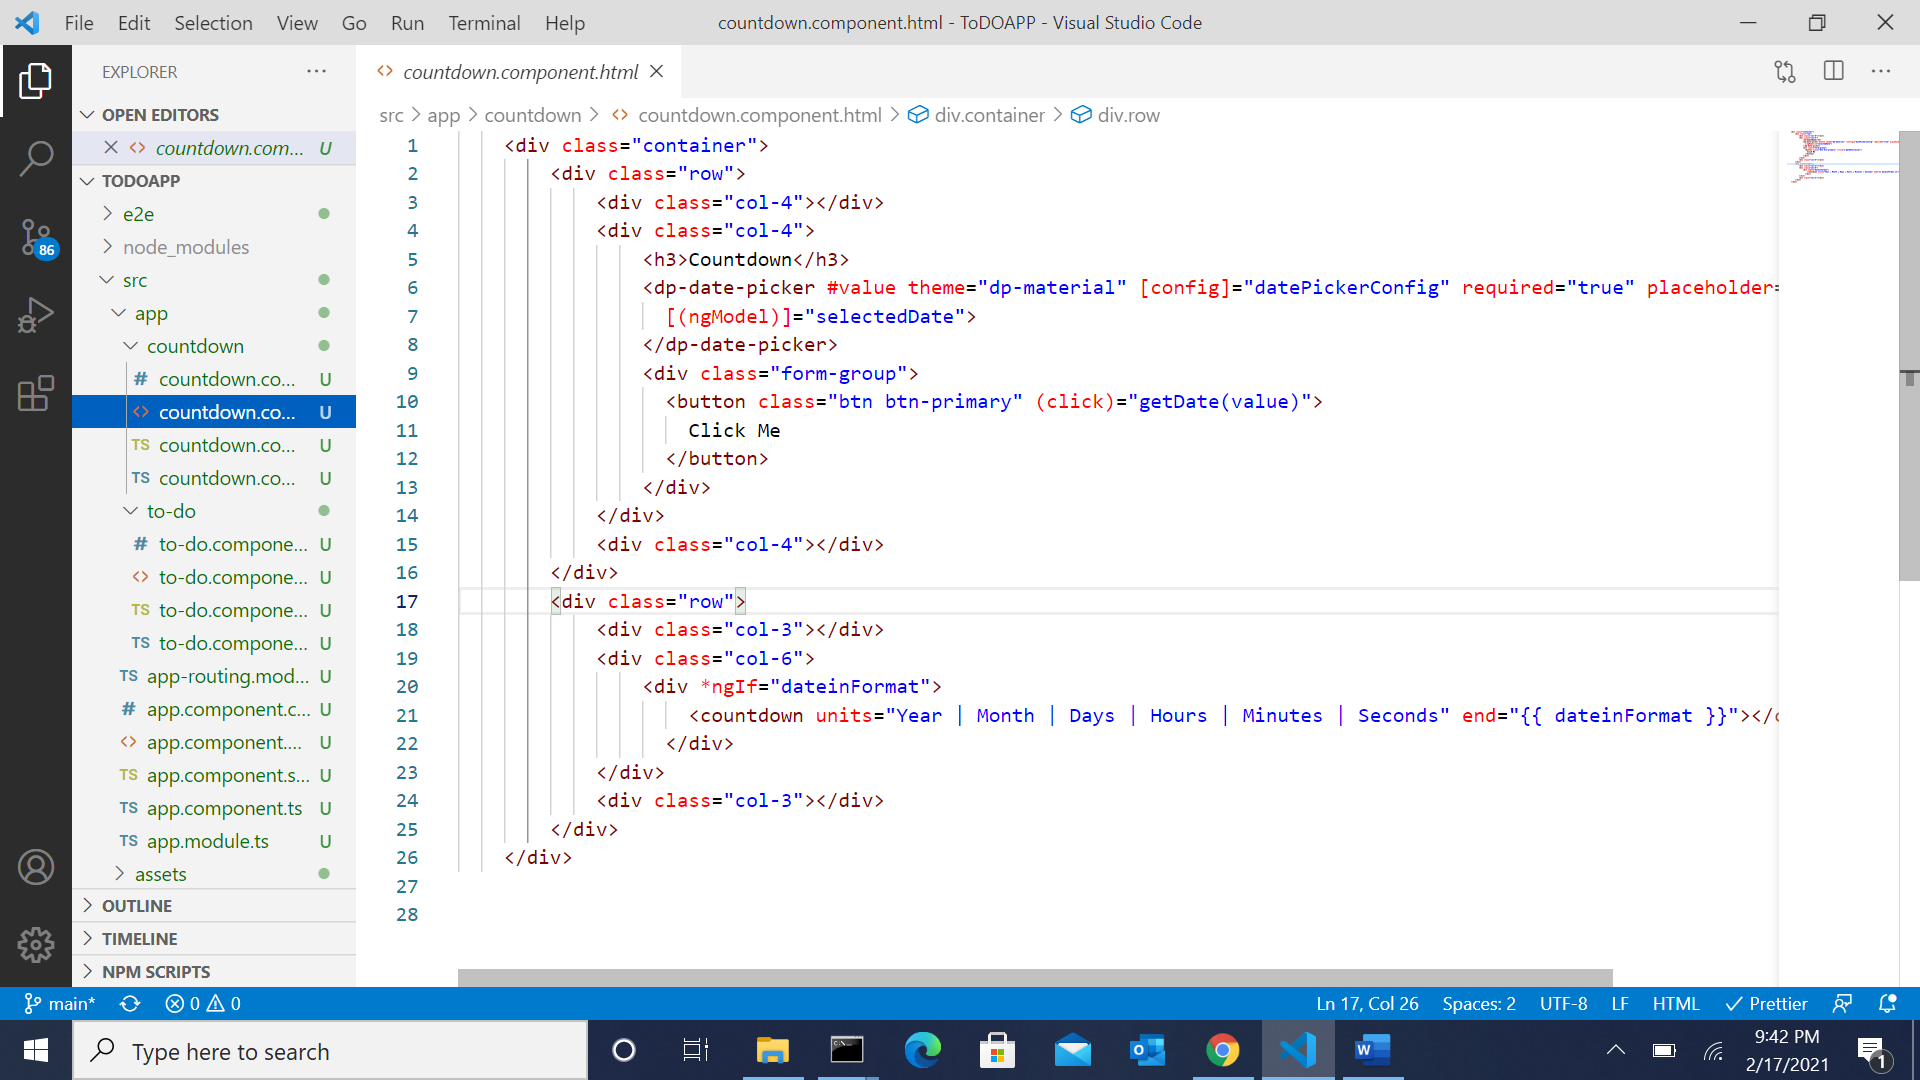 File Edit Selection View Go Run Terminal Help countdown.component.html - ToDOAPP - Visual Studio Code
EXPLORER
countdown.component.html
OPEN EDITORS
countdown.com... U
src > app > countdown > countdown.component.html > div.container > div.row
TODOAPP
e2e
node_modules
src
app
countdown
countdown.co... U
countdown.co... U
TS countdown.co... U
TS countdown.co... U
to-do
to-do.compone... U
to-do.compone... U
TS to-do.compone... U
TS to-do.compone... U
TS app-routing.mod... U
app.component.c... U
app.component.... U
TS app.component.s... U
TS app.component.ts U
TS app.module.ts U
assets
OUTLINE
TIMELINE
NPM SCRIPTS
86
1 <div class="container">
2 <div class="row">
3 <div class="col-4"></div>
4 <div class="col-4">
5 <h3>Countdown</h3>
6 <dp-date-picker #value theme="dp-material" [config]="datePickerConfig" required="true" placeholder=
7 [(ngModel)]="selectedDate">
8 </dp-date-picker>
9 <div class="form-group">
10 <button class="btn btn-primary" (click)="getDate(value)">
11 Click Me
12 </button>
13 </div>
14 </div>
15 <div class="col-4"></div>
16 </div>
17 <div class="row">
18 <div class="col-3"></div>
19 <div class="col-6">
20 <div *ngIf="dateinFormat">
21 <countdown units="Year | Month | Days | Hours | Minutes | Seconds" end="{{ dateinFormat }}"></c
22 </div>
23 </div>
24 <div class="col-3"></div>
25 </div>
26 </div>
27
28
main* 0 0 Ln 17, Col 26 Spaces: 2 UTF-8 LF HTML Prettier
Type here to search
9:42 PM
2/17/2021
1